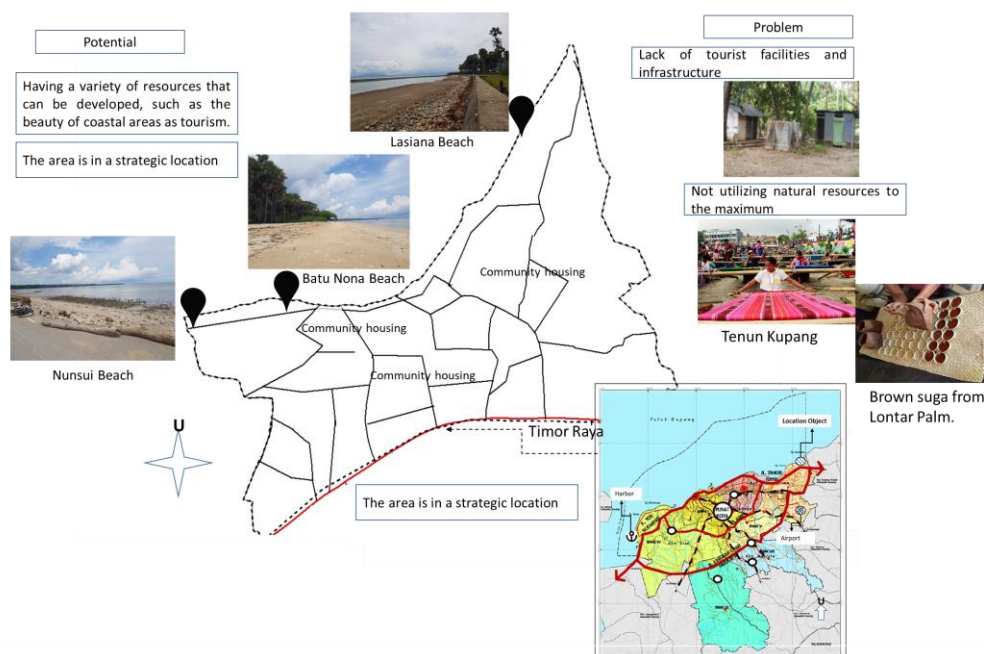 Potential
Having a variety of resources that
can be developed, such as the
beauty of coastal areas as tourism.
The area is in a strategic location
Problem
Lack of tourist facilities and
infrastructure
Lasiana Beach
Not utilizing natural resources to
the maximum
Batu Nona Beach
Community housing
Community housing
Community housing
Nunsui Beach
Tenun Kupang
Brown suga from
Lontar Palm.
Timor Raya
U
The area is in a strategic location
Teluk Kupang
Location Object
Harbor
Airport
U